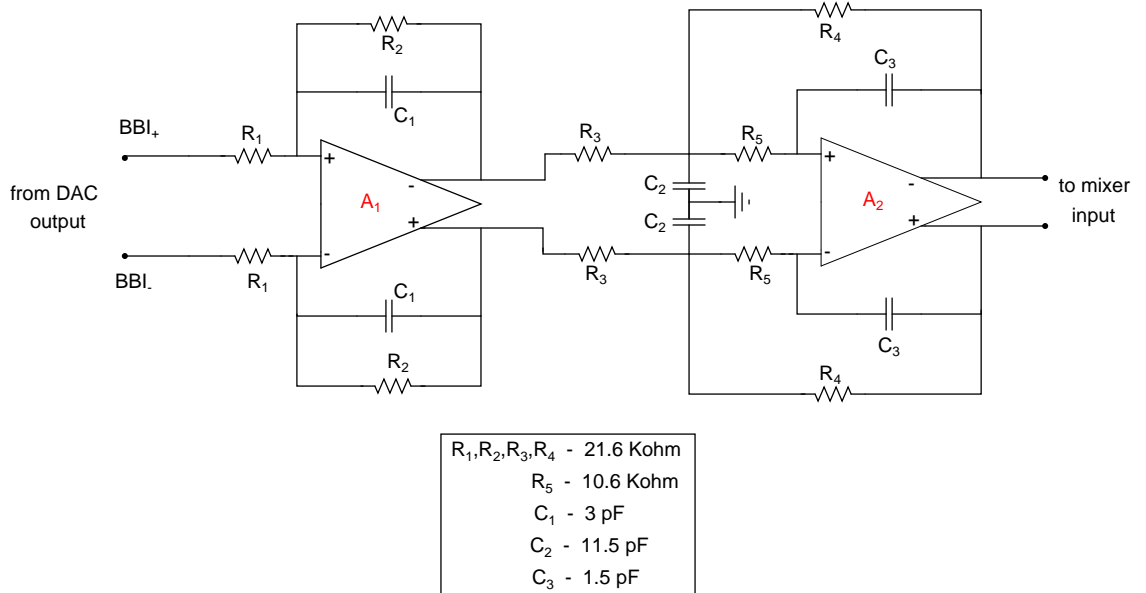 R₂
R₄
C₃
C₁
BBI₊
R₁
R₃
R₅
+
+
-
-
from DAC
output
A₁
C₂
A₂
to mixer
input
C₂
+
+
-
-
BBI₋
R₁
R₃
R₅
C₁
C₃
R₂
R₄
R₁,R₂,R₃,R₄ - 21.6 Kohm
R₅ - 10.6 Kohm
C₁ - 3 pF
C₂ - 11.5 pF
C₃ - 1.5 pF